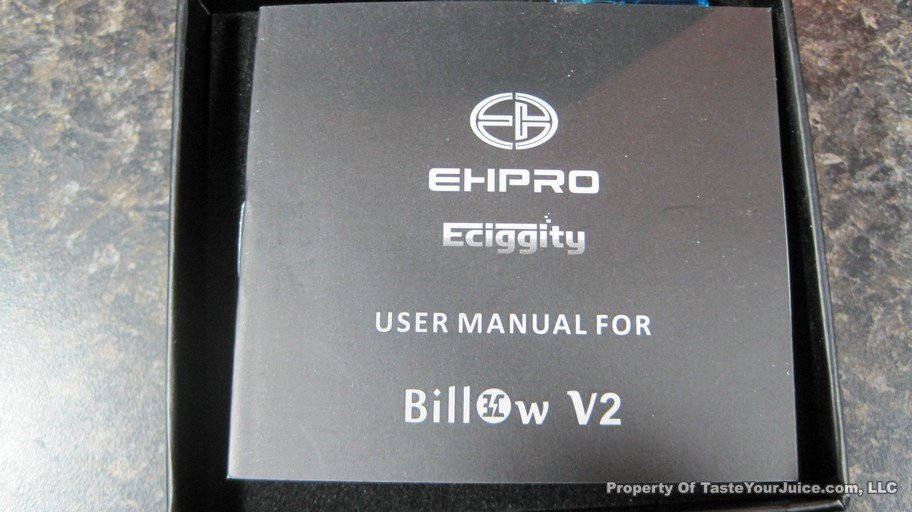 EHPRO
Eciggity
USER MANUAL FOR
Billow V2
Property Of TasteYourJuice.com, LLC